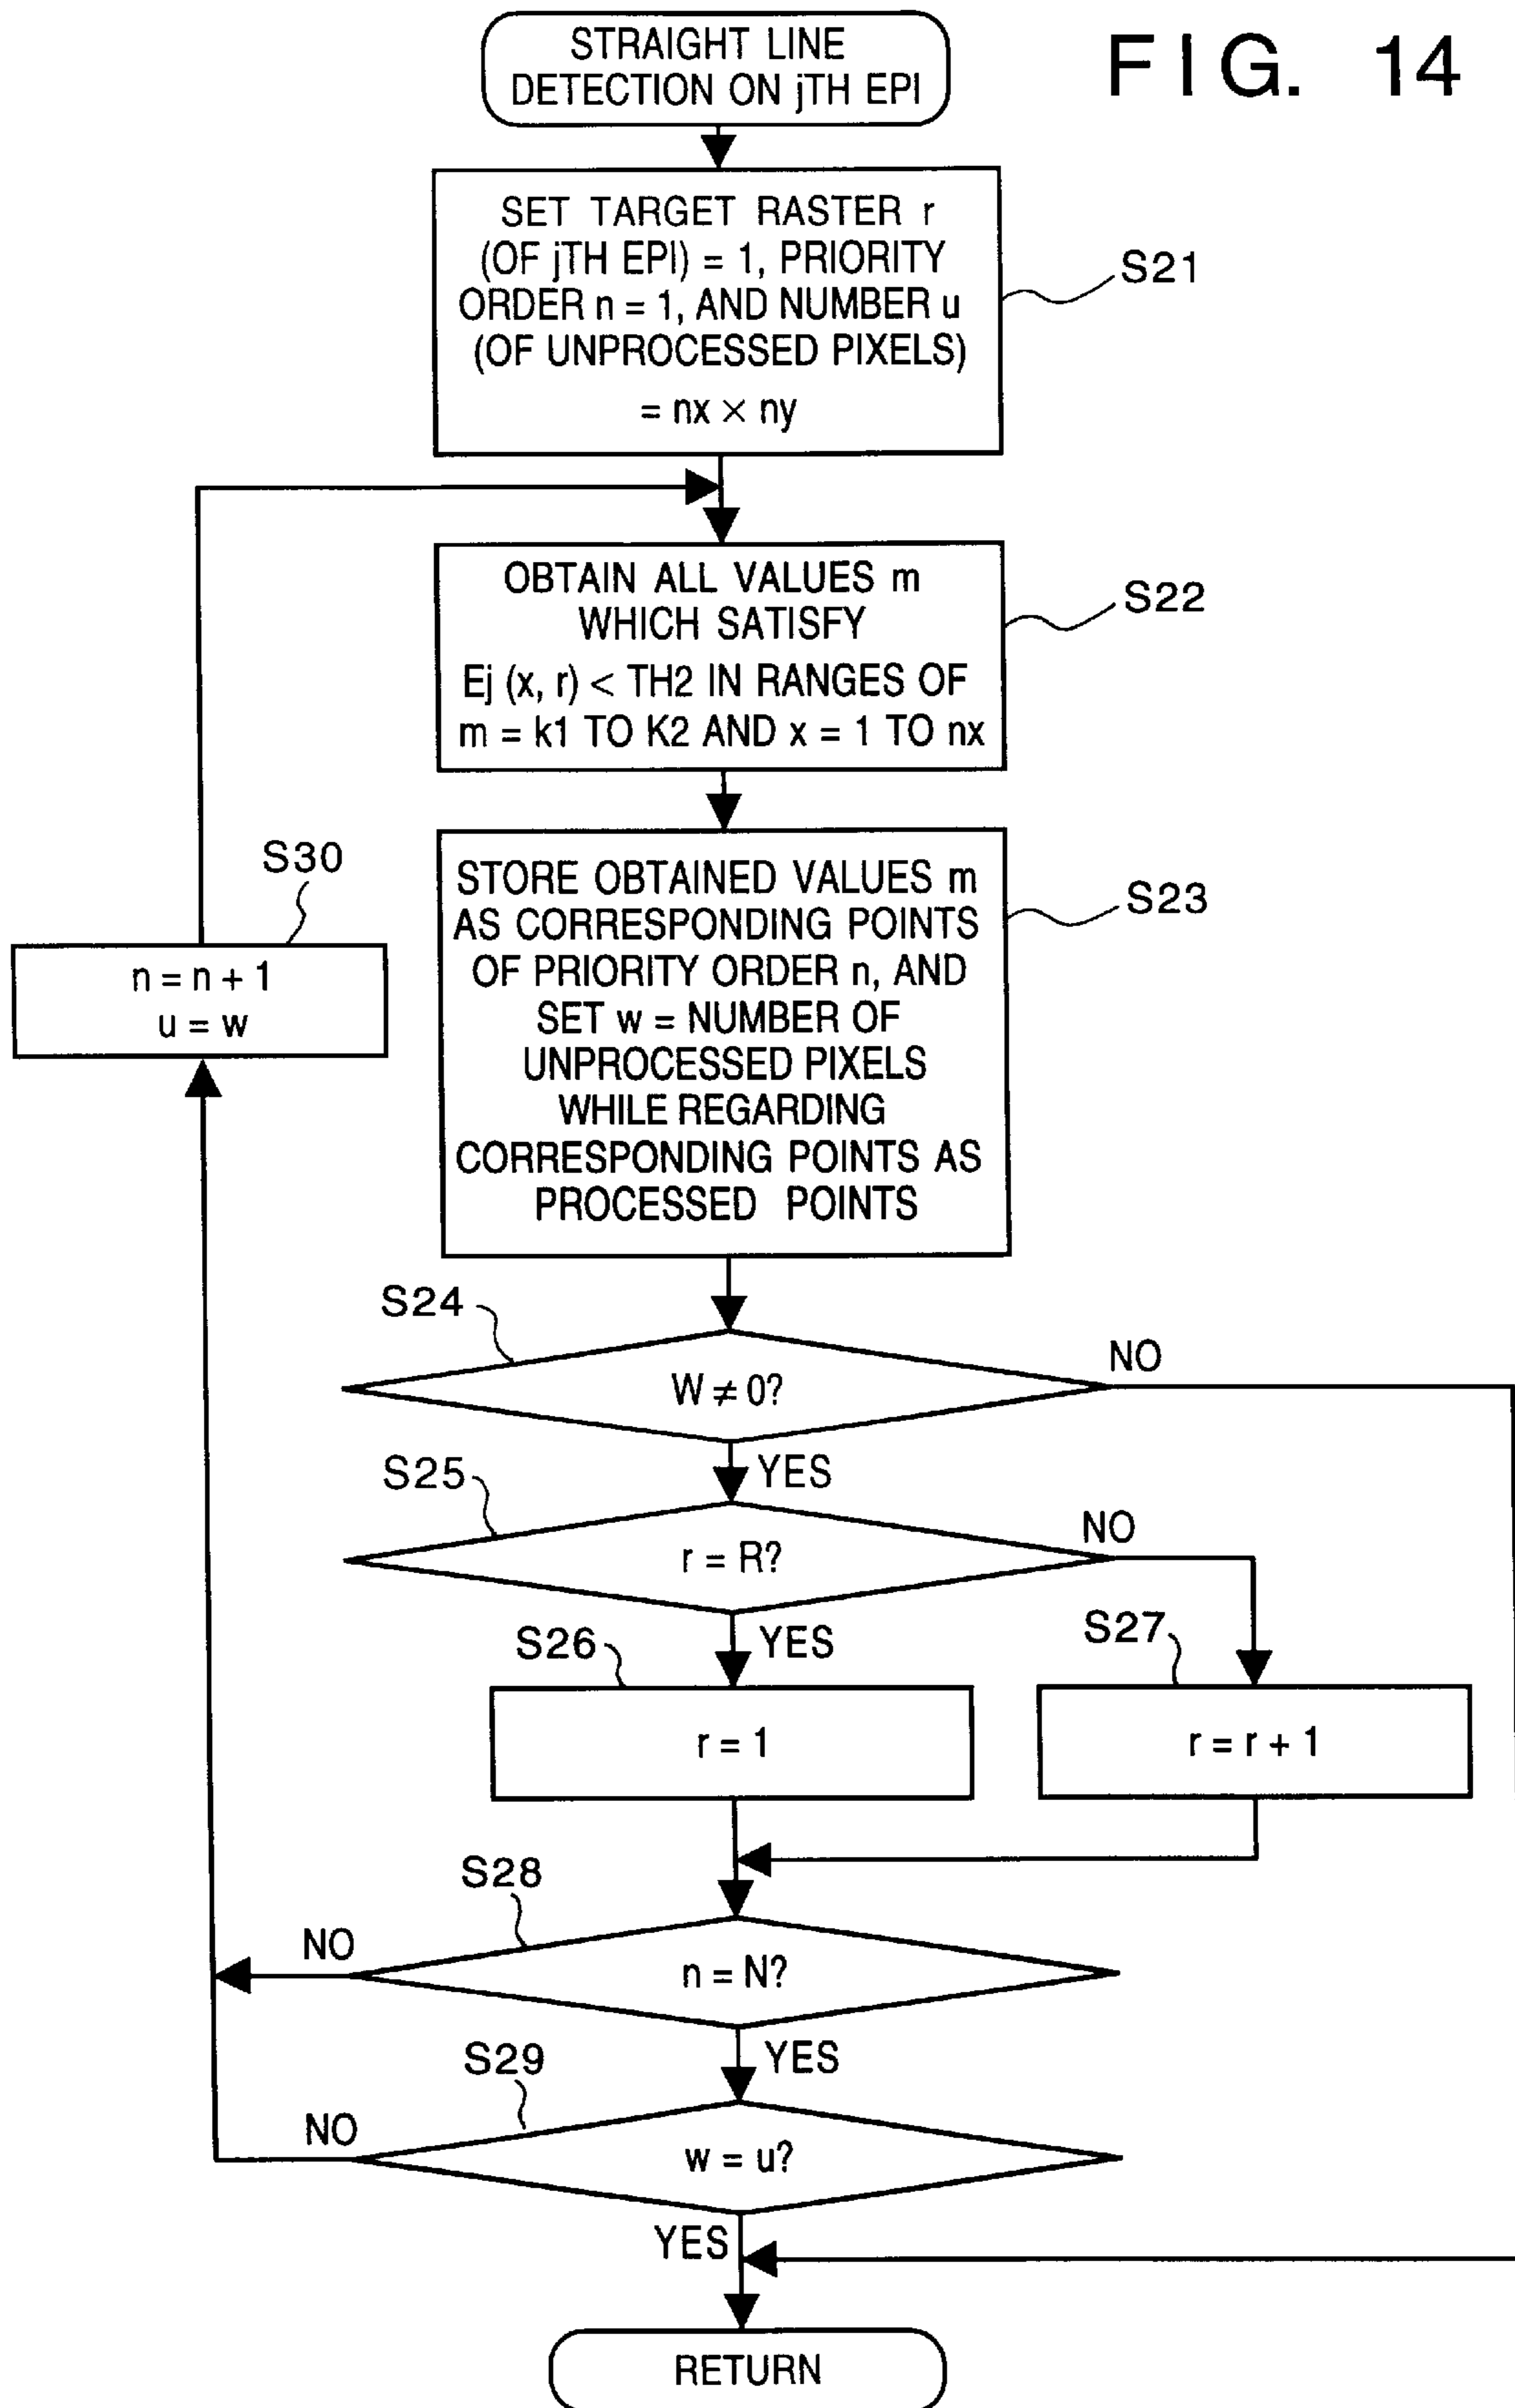 STRAIGHT LINE
DETECTION ON jTH EPI
FIG. 14
SET TARGET RASTER r
(OF jTH EPI) = 1, PRIORITY
ORDER n = 1, AND NUMBER u
(OF UNPROCESSED PIXELS)
= nx × ny
S21
OBTAIN ALL VALUES m
WHICH SATISFY
Ej (x, r) < TH2 IN RANGES OF
m = k1 TO K2 AND x = 1 TO nx
S22
STORE OBTAINED VALUES m
AS CORRESPONDING POINTS
OF PRIORITY ORDER n, AND
SET w = NUMBER OF
UNPROCESSED PIXELS
WHILE REGARDING
CORRESPONDING POINTS AS
PROCESSED POINTS
S23
S30
n = n + 1
u = w
S24
W ≠ 0?
NO
YES
S25
r = R?
NO
YES
S26
r = 1
S27
r = r + 1
S28
n = N?
NO
YES
S29
w = u?
NO
YES
RETURN